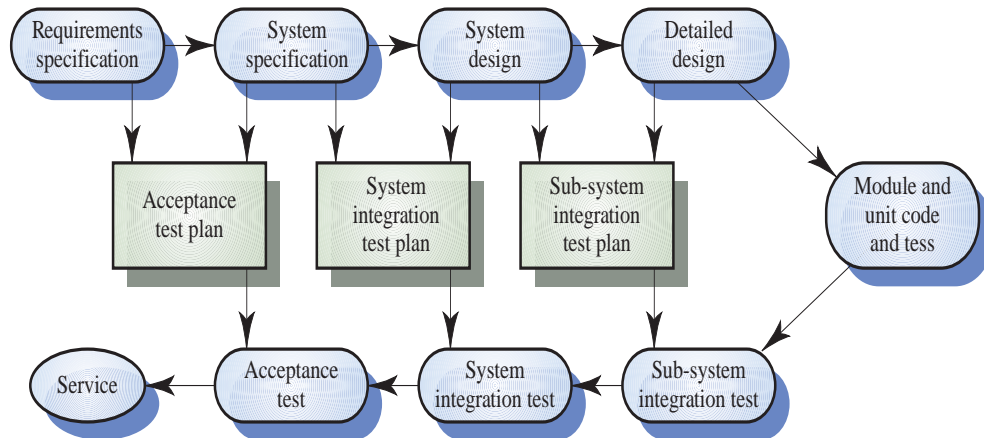 Requirements
specification
System
specification
System
design
Detailed
design
Acceptance
test plan
System
integration
test plan
Sub-system
integration
test plan
Module and
unit code
and tess
Service
Acceptance
test
System
integration test
Sub-system
integration test